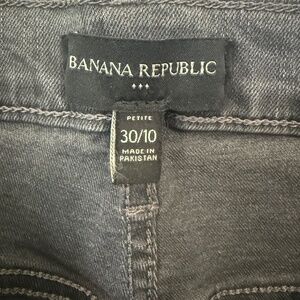 BANANA REPUBLIC
PETITE
30/10
MADE IN
PAKISTAN